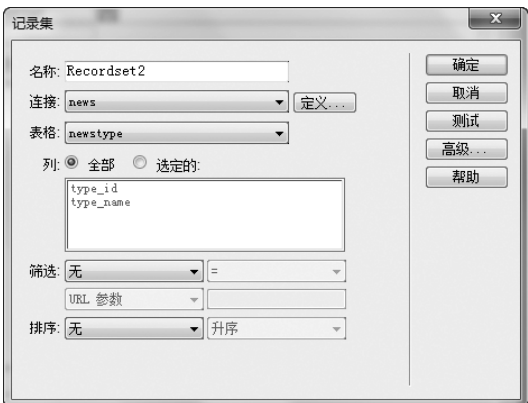 记录集
名称: Recordset2
连接: news 定义...
表格: newstype
列: 全部 选定的:
type_id
type_name
筛选: 无 =
URL 参数
排序: 无 升序
确定
取消
测试
高级...
帮助